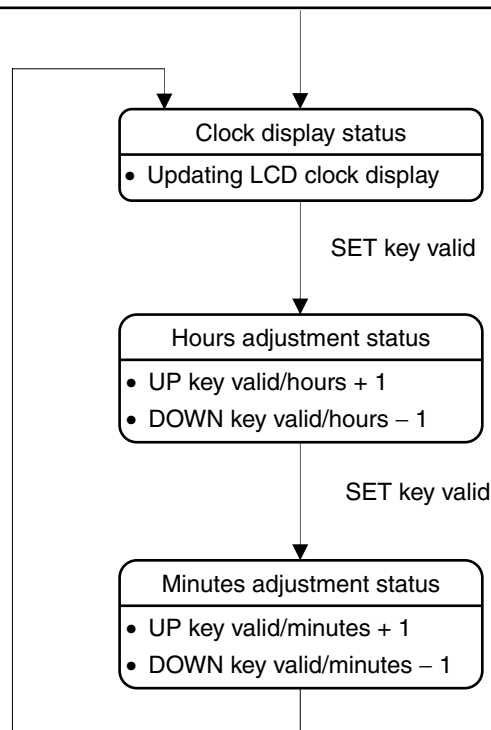 Clock display status
• Updating LCD clock display
SET key valid
Hours adjustment status
• UP key valid/hours + 1
• DOWN key valid/hours − 1
SET key valid
Minutes adjustment status
• UP key valid/minutes + 1
• DOWN key valid/minutes − 1